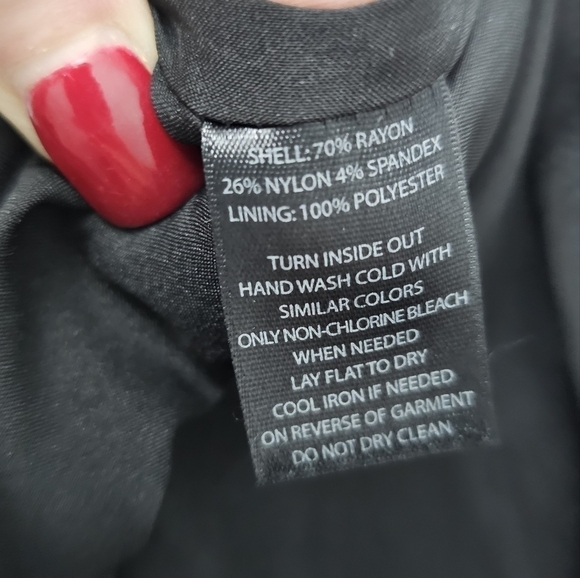 SHELL: 70% RAYON
26% NYLON 4% SPANDEX
LINING: 100% POLYESTER
TURN INSIDE OUT
HAND WASH COLD WITH
SIMILAR COLORS
ONLY NON-CHLORINE BLEACH
WHEN NEEDED
LAY FLAT TO DRY
COOL IRON IF NEEDED
ON REVERSE OF GARMENT
DO NOT DRY CLEAN